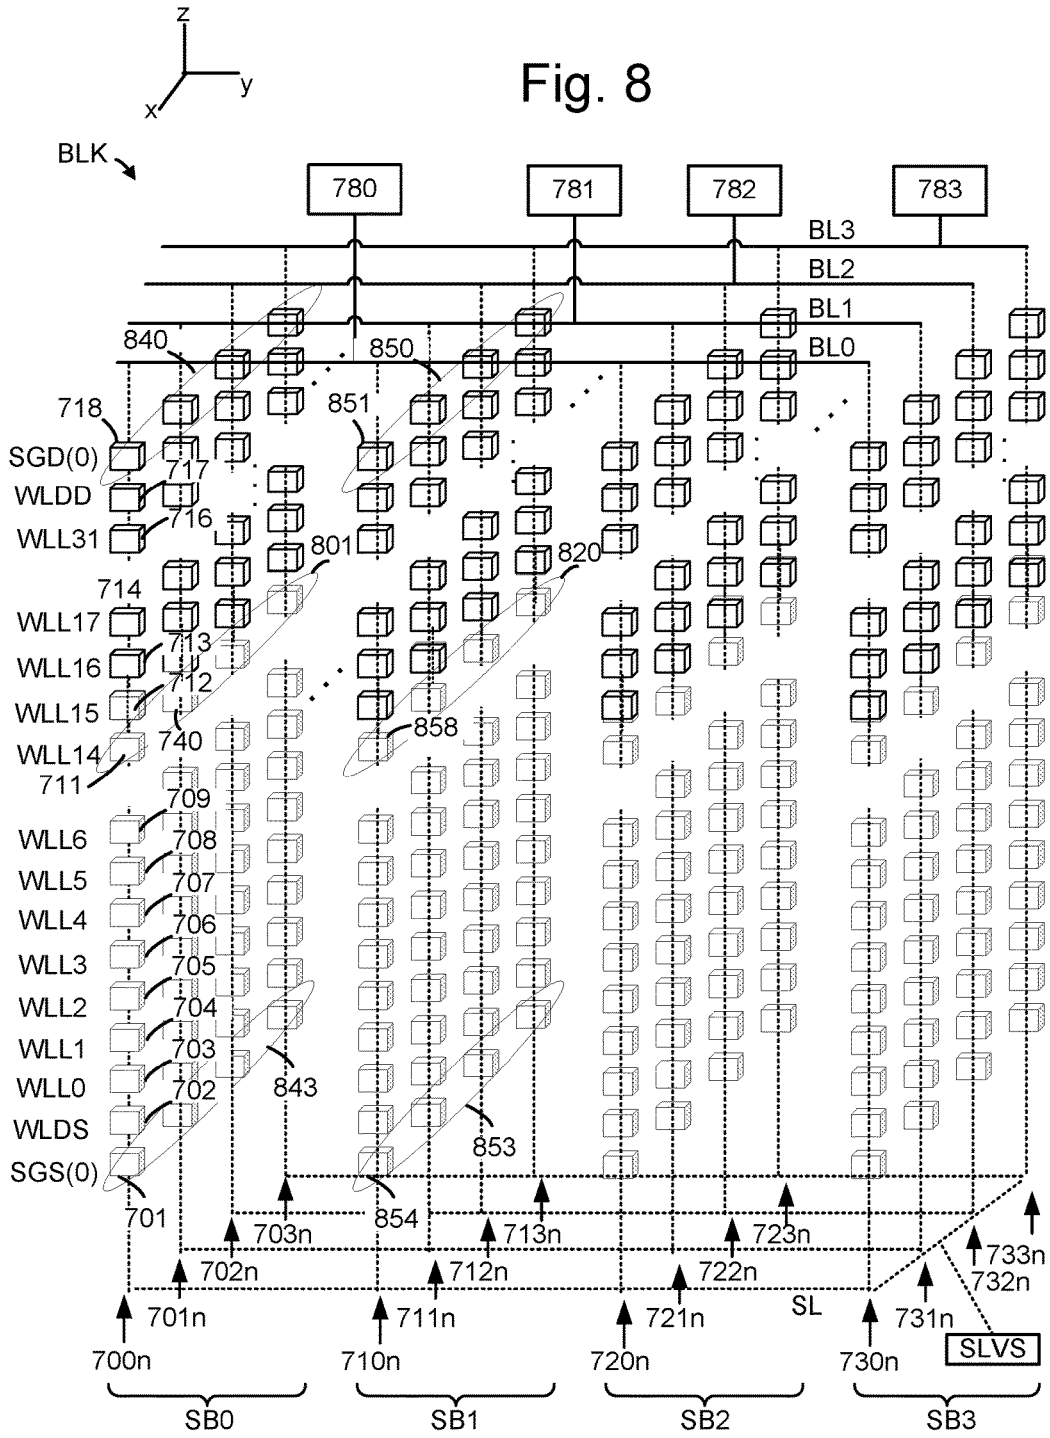 z
Fig. 8
y
x
BLK
780
781
782
783
BL3
BL2
BL1
BL0
840
850
718
851
SGD(0)
717
WLDD
716
WLL31
801
820
714
WLL17
713
WLL16
712
WLL15
740
858
WLL14
711
709
WLL6
708
WLL5
707
WLL4
706
WLL3
705
WLL2
704
WLL1
703
WLL0
843
702
WLDS
853
SGS(0)
701
854
703n
713n
723n
733n
702n
712n
722n
732n
SL
701n
711n
721n
731n
SLVS
700n
710n
720n
730n
SB0
SB1
SB2
SB3